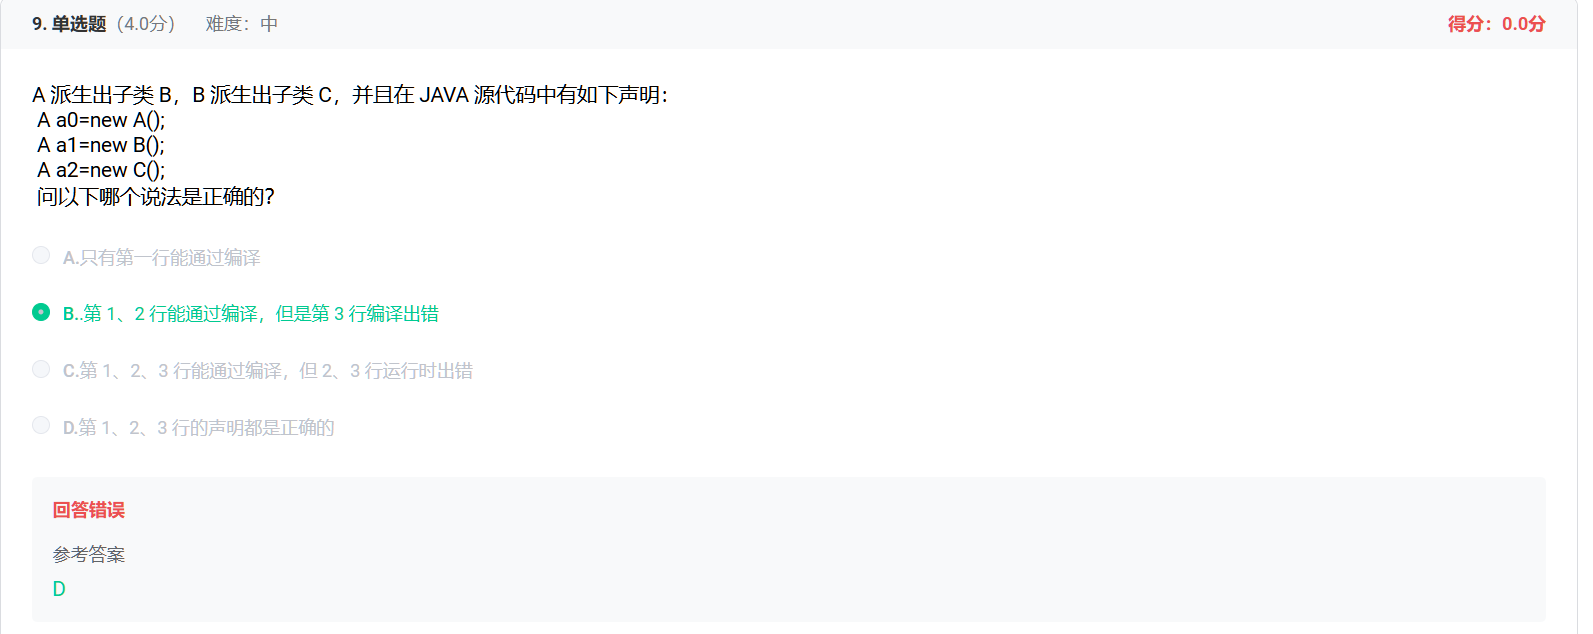 9. 单选题（4.0分） 难度：中 得分：0.0分
A 派生出子类 B，B 派生出子类 C，并且在 JAVA 源代码中有如下声明：
A a0=new A();
A a1=new B();
A a2=new C();
问以下哪个说法是正确的？
A.只有第一行能通过编译
B..第 1、2 行能通过编译，但是第 3 行编译出错
C.第 1、2、3 行能通过编译，但 2、3 行运行时出错
D.第 1、2、3 行的声明都是正确的
回答错误
参考答案
D